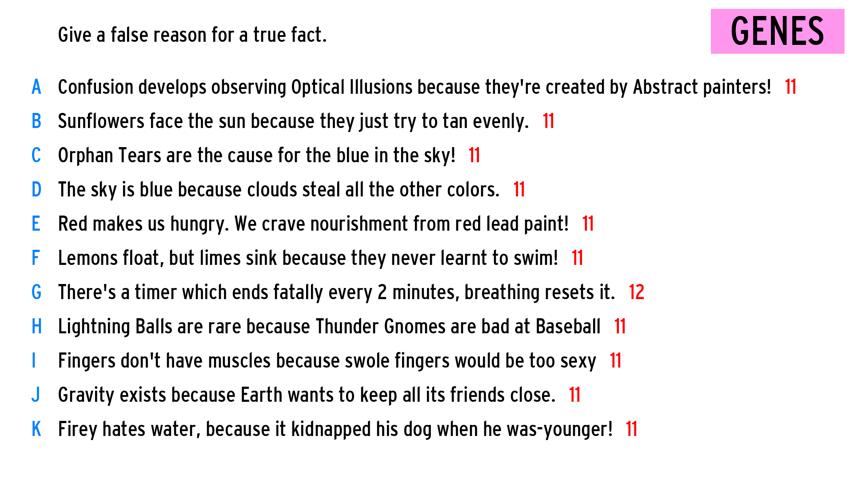 Give a false reason for a true fact.
GENES
A Confusion develops observing Optical Illusions because they're created by Abstract painters! 11
B Sunflowers face the sun because they just try to tan evenly. 11
C Orphan Tears are the cause for the blue in the sky! 11
D The sky is blue because clouds steal all the other colors. 11
E Red makes us hungry. We crave nourishment from red lead paint! 11
F Lemons float, but limes sink because they never learnt to swim! 11
G There's a timer which ends fatally every 2 minutes, breathing resets it. 12
H Lightning Balls are rare because Thunder Gnomes are bad at Baseball 11
I Fingers don't have muscles because swole fingers would be too sexy 11
J Gravity exists because Earth wants to keep all its friends close. 11
K Firey hates water, because it kidnapped his dog when he was-younger! 11